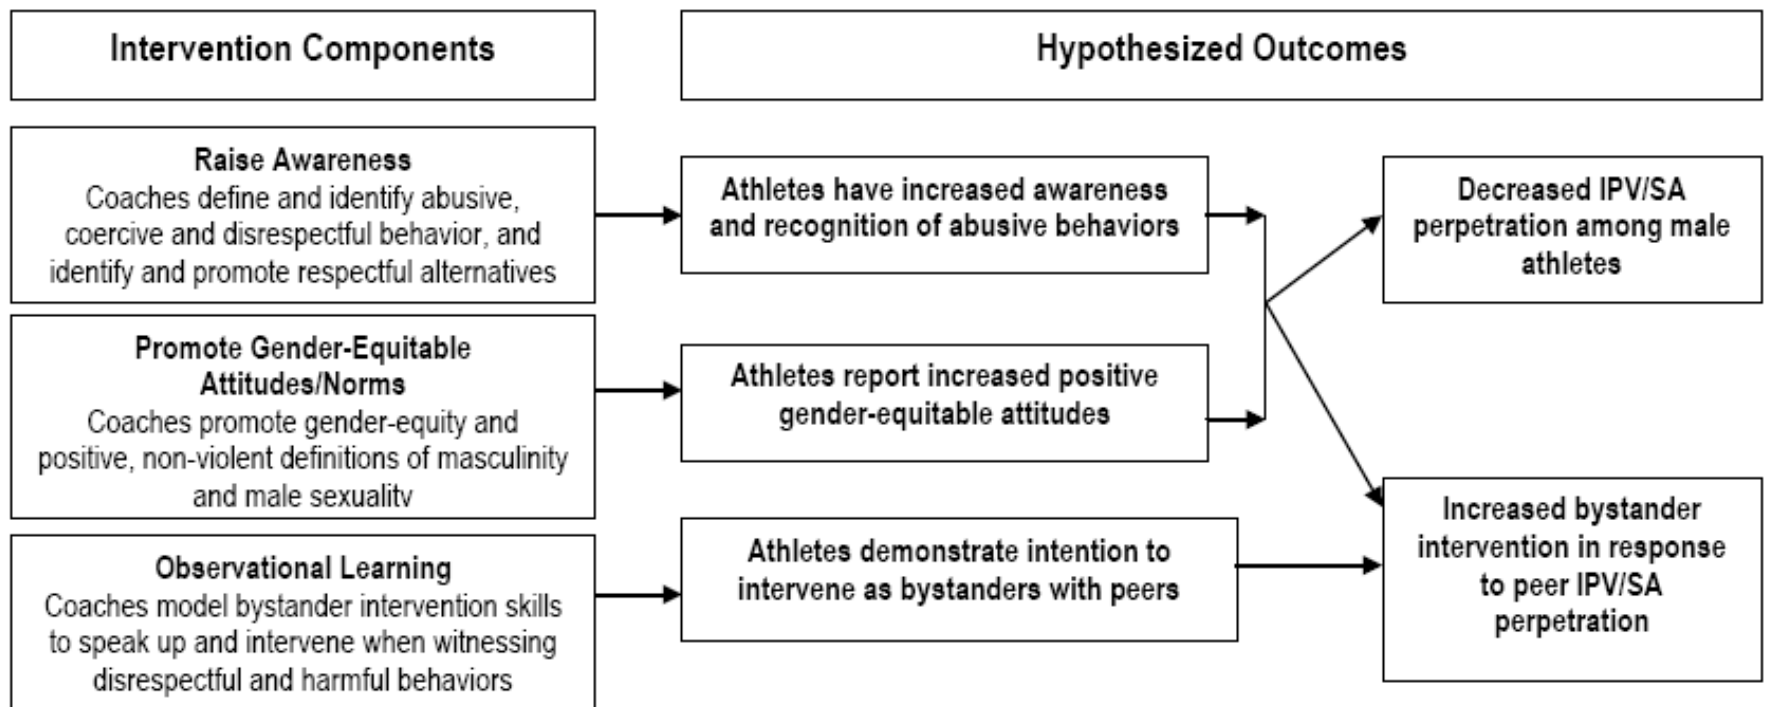 Intervention Components
Hypothesized Outcomes
Raise Awareness
Coaches define and identify abusive,
coercive and disrespectful behavior, and
identify and promote respectful alternatives
Athletes have increased awareness
and recognition of abusive behaviors
Decreased IPV/SA
perpetration among male
athletes
Promote Gender-Equitable
Attitudes/Norms
Coaches promote gender-equity and
positive, non-violent definitions of masculinity
and male sexuality
Athletes report increased positive
gender-equitable attitudes
Observational Learning
Coaches model bystander intervention skills
to speak up and intervene when witnessing
disrespectful and harmful behaviors
Athletes demonstrate intention to
intervene as bystanders with peers
Increased bystander
intervention in response
to peer IPV/SA
perpetration